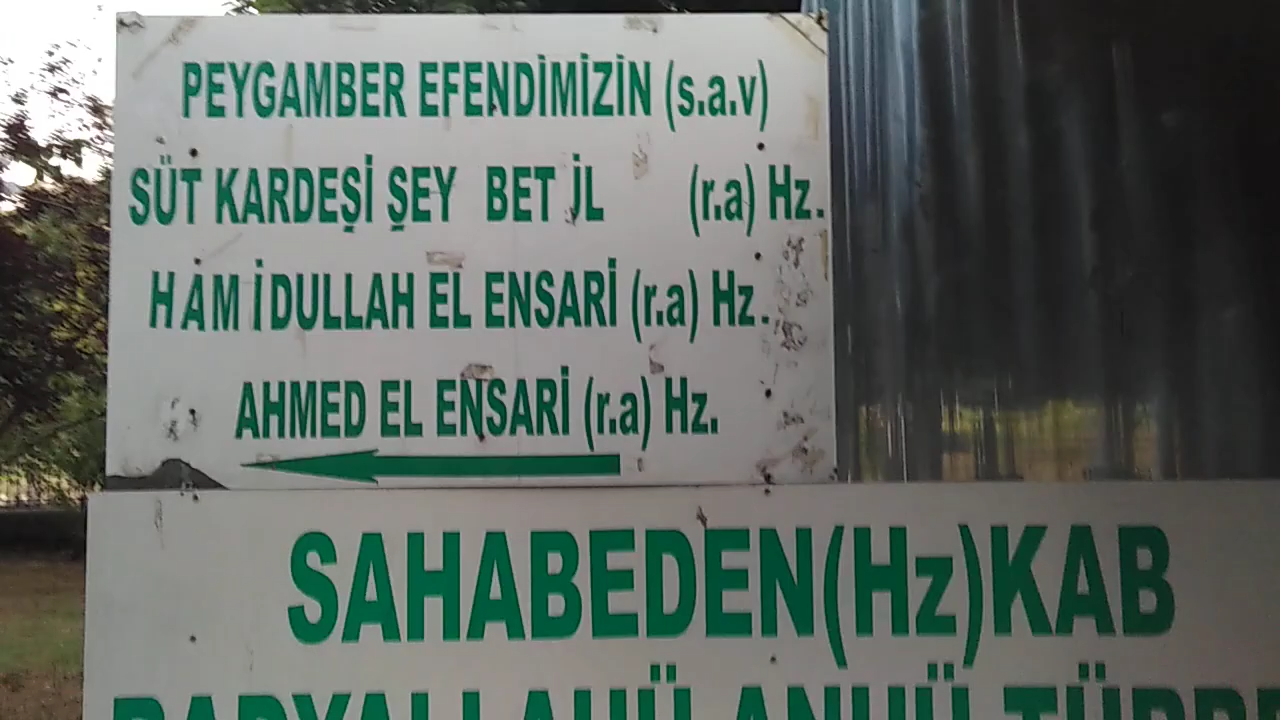 PEYGAMBER EFENDİMİZİN (s.a.v)
SÜT KARDEŞİ ŞEY BET İL (r.a) Hz.
HAMİDULLAH EL ENSARİ (r.a) Hz.
AHMED EL ENSARİ (r.a) Hz.
SAHABEDEN(Hz)KAB